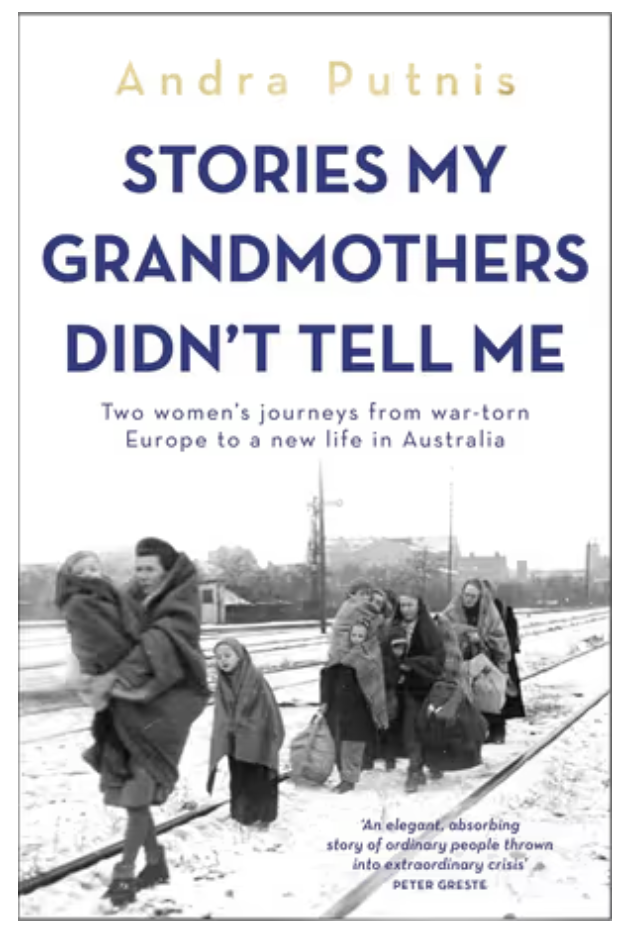 Andra Putnis
STORIES MY
GRANDMOTHERS
DIDN'T TELL ME
Two women's journeys from war-torn
Europe to a new life in Australia
'An elegant, absorbing
story of ordinary people thrown
into extraordinary crisis'
PETER GRESTE